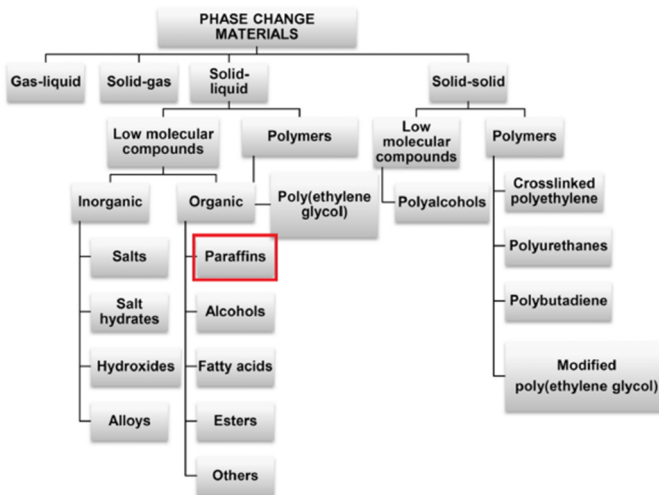 PHASE CHANGE
MATERIALS
Gas-liquid
Solid-gas
Solid-
liquid
Solid-solid
Low molecular
compounds
Polymers
Low
molecular
compounds
Polymers
Inorganic
Organic
Poly(ethylene
glycol)
Polyalcohols
Crosslinked
polyethylene
Salts
Paraffins
Polyurethanes
Salt
hydrates
Alcohols
Polybutadiene
Hydroxides
Fatty acids
Modified
poly(ethylene glycol)
Alloys
Esters
Others